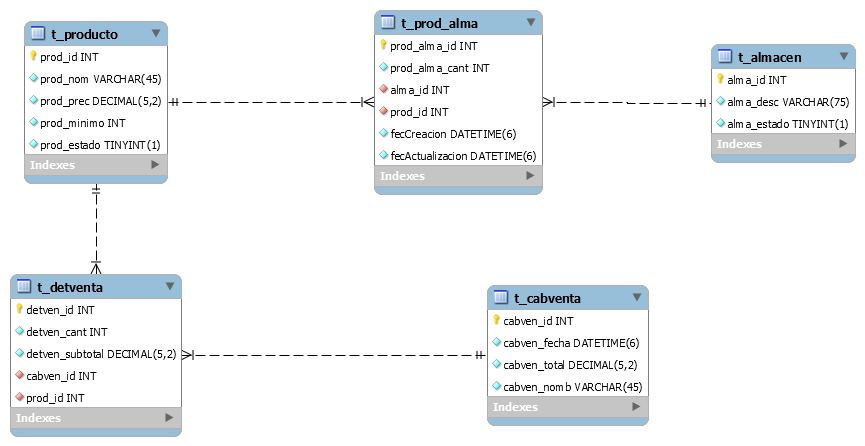 t_producto
prod_id INT
prod_nom VARCHAR(45)
prod_prec DECIMAL(5,2)
prod_minimo INT
prod_estado TINYINT(1)
Indexes
t_prod_alma
prod_alma_id INT
prod_alma_cant INT
alma_id INT
prod_id INT
fecCreacion DATETIME(6)
fecActualizacion DATETIME(6)
Indexes
t_almacen
alma_id INT
alma_desc VARCHAR(75)
alma_estado TINYINT(1)
Indexes
t_detventa
detven_id INT
detven_cant INT
detven_subtotal DECIMAL(5,2)
cabven_id INT
prod_id INT
Indexes
t_cabventa
cabven_id INT
cabven_fecha DATETIME(6)
cabven_total DECIMAL(5,2)
cabven_nomb VARCHAR(45)
Indexes